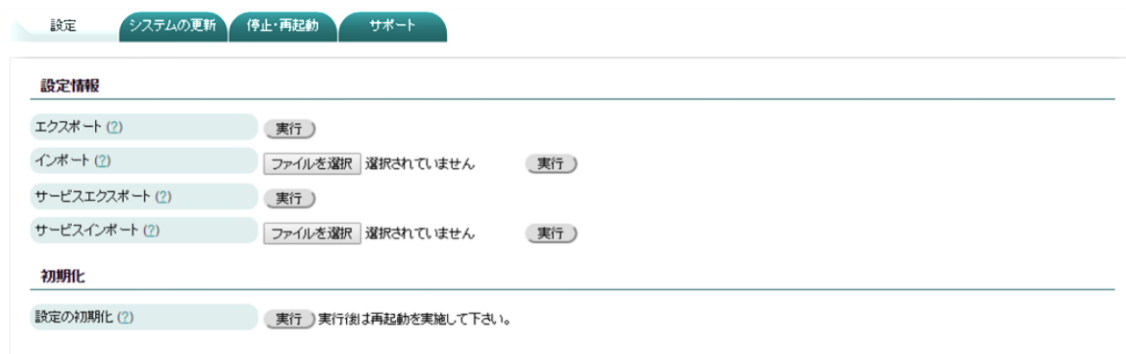 設定 システムの更新 停止・再起動 サポート
設定情報
エクスポート (?) 実行
インポート (?) ファイルを選択 選択されていません 実行
サービスエクスポート (?) 実行
サービスインポート (?) ファイルを選択 選択されていません 実行
初期化
設定の初期化 (?) 実行 実行後は再起動を実施して下さい。